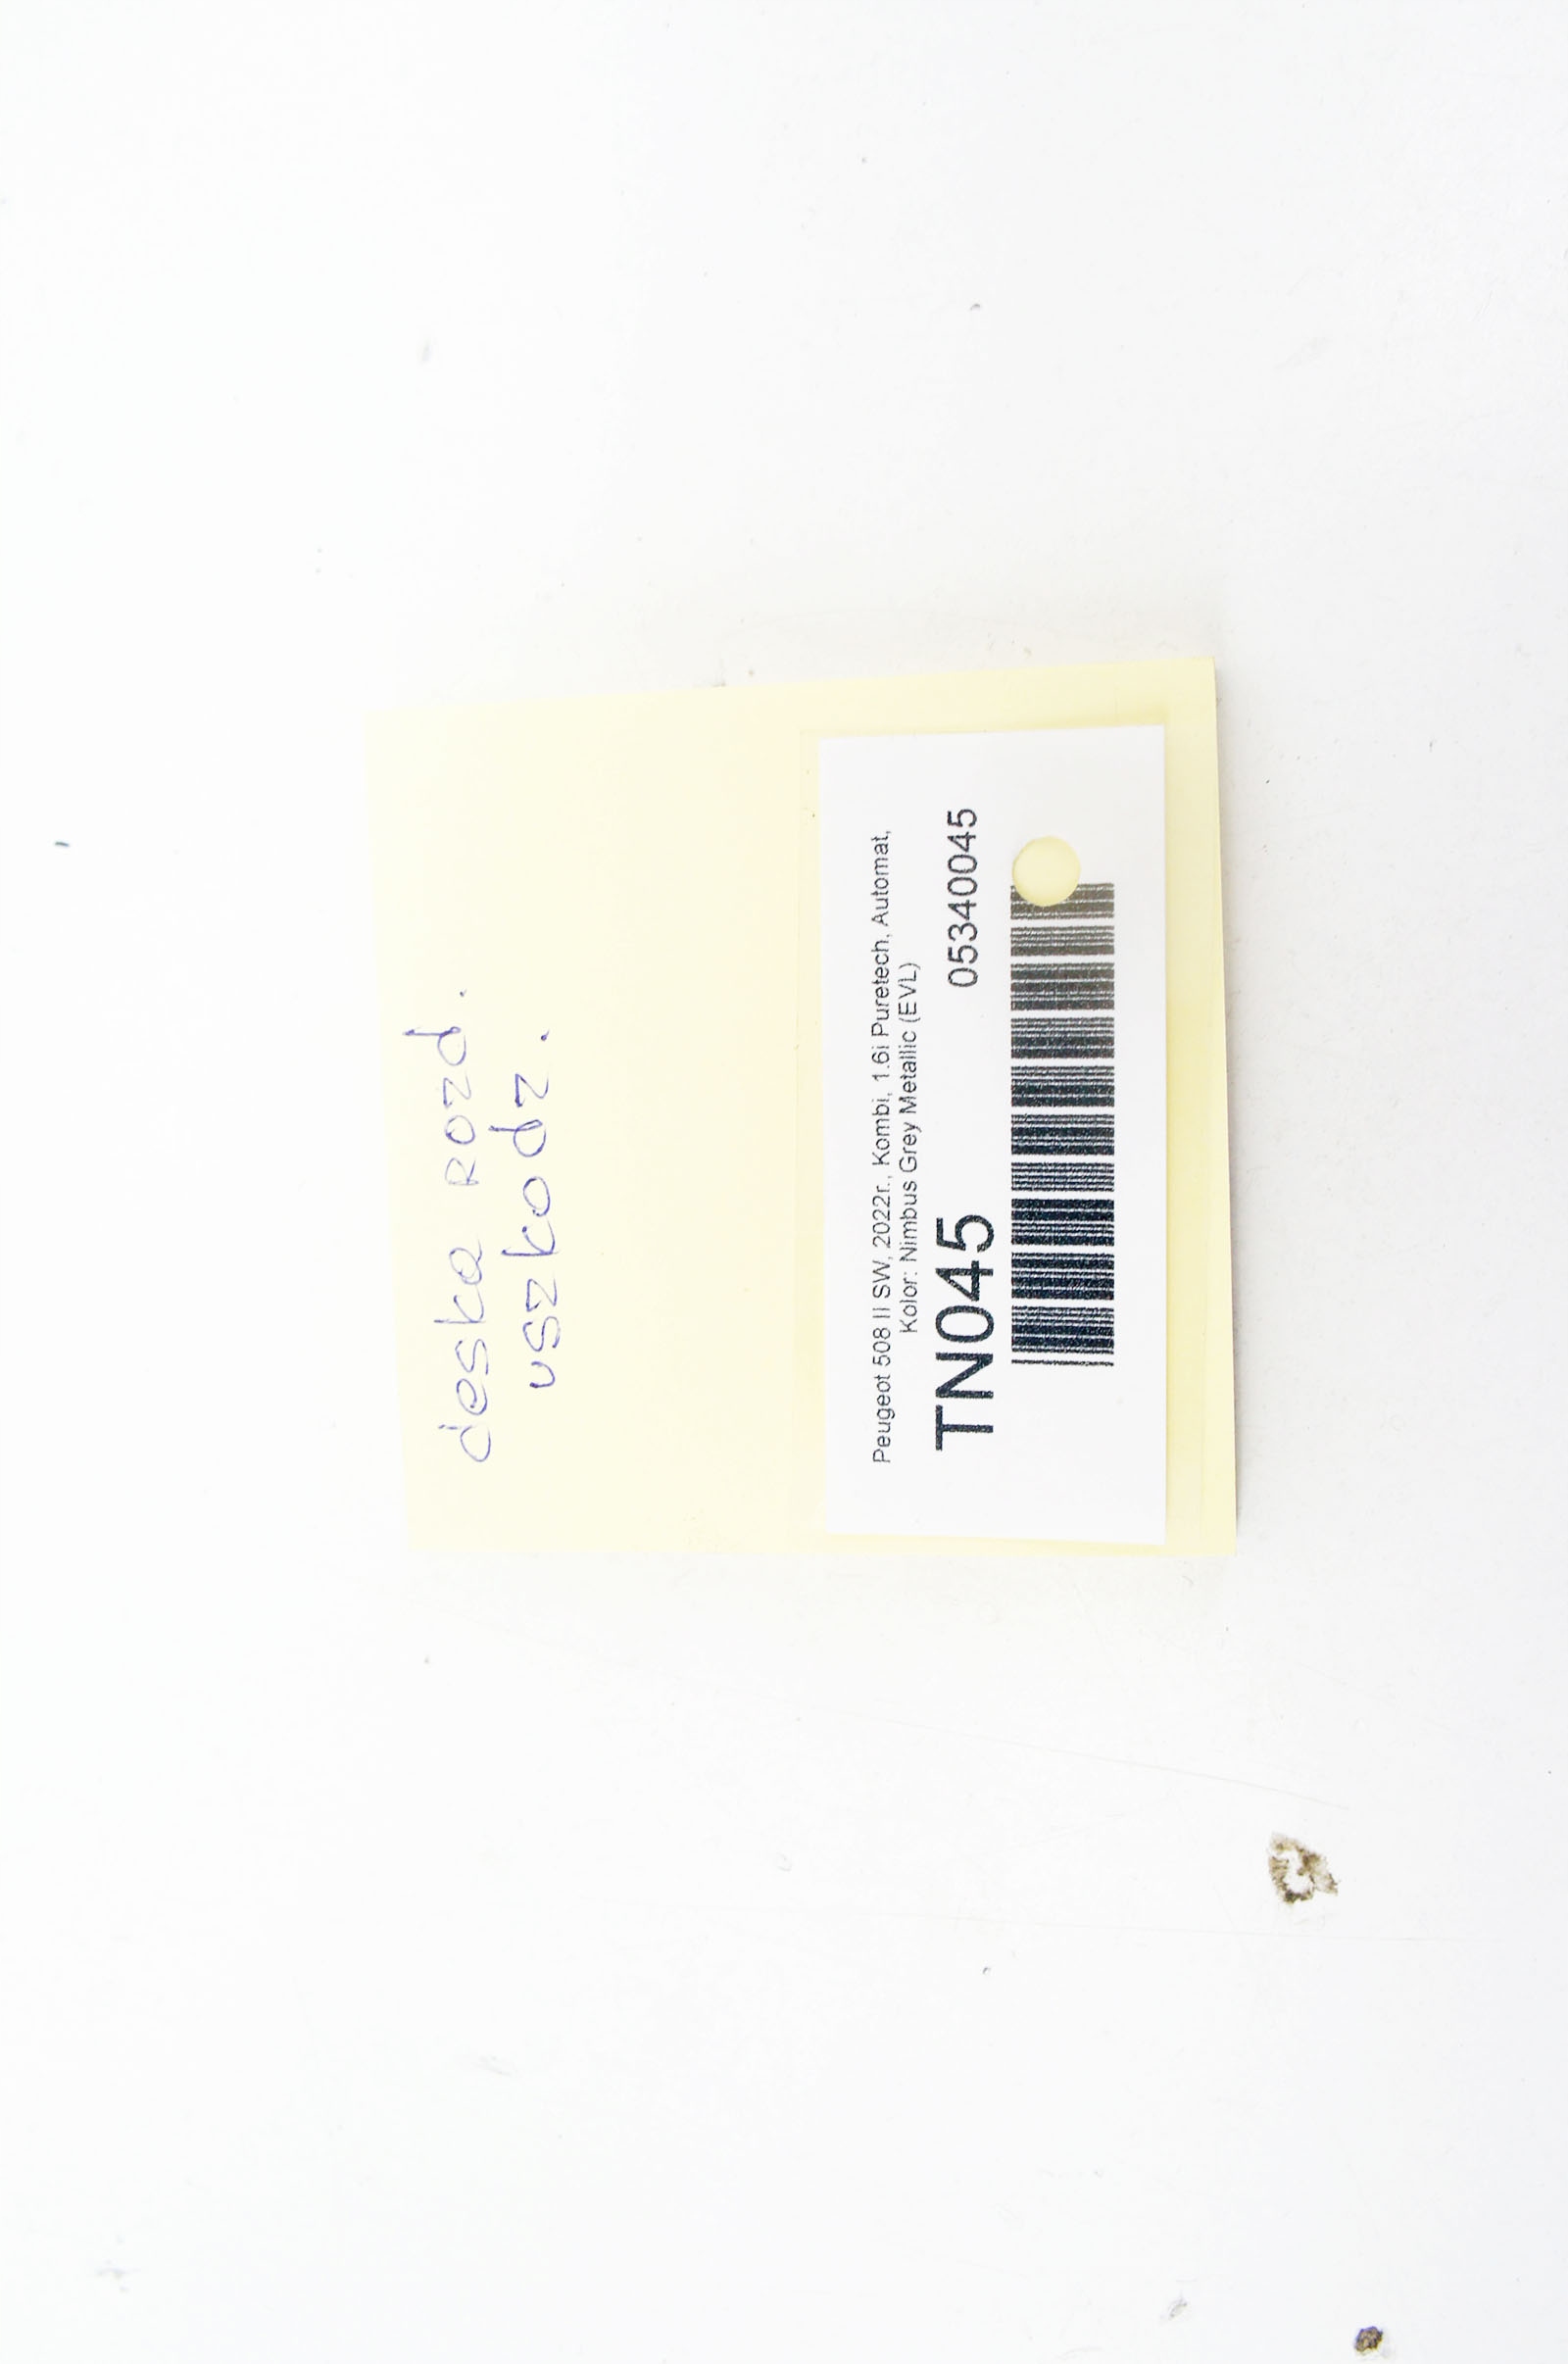 deska rozd.
uszkodz.
Peugeot 508 II SW, 2022r., Kombi, 1.6i Puretech, Automat,
Kolor: Nimbus Grey Metallic (EVL)
TN045 05340045